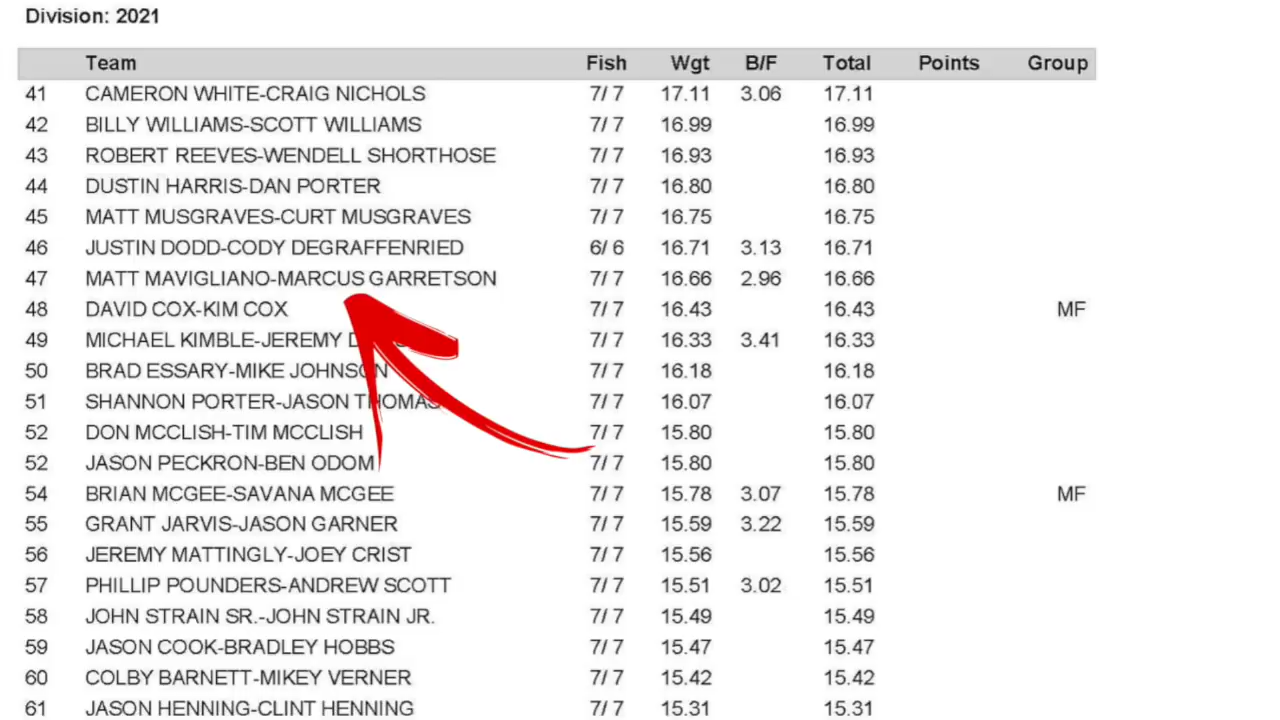 Division: 2021
Team Fish Wgt B/F Total Points Group
41 CAMERON WHITE-CRAIG NICHOLS 7/ 7 17.11 3.06 17.11
42 BILLY WILLIAMS-SCOTT WILLIAMS 7/ 7 16.99 16.99
43 ROBERT REEVES-WENDELL SHORTHOSE 7/ 7 16.93 16.93
44 DUSTIN HARRIS-DAN PORTER 7/ 7 16.80 16.80
45 MATT MUSGRAVES-CURT MUSGRAVES 7/ 7 16.75 16.75
46 JUSTIN DODD-CODY DEGRAFFENRIED 6/ 6 16.71 3.13 16.71
47 MATT MAVIGLIANO-MARCUS GARRETSON 7/ 7 16.66 2.96 16.66
48 DAVID COX-KIM COX 7/ 7 16.43 16.43 MF
49 MICHAEL KIMBLE-JEREMY 7/ 7 16.33 3.41 16.33
50 BRAD ESSARY-MIKE JOHNSON 7/ 7 16.18 16.18
51 SHANNON PORTER-JASON THOMAS 7/ 7 16.07 16.07
52 DON MCCLISH-TIM MCCLISH 7/ 7 15.80 15.80
52 JASON PECKRON-BEN ODOM 7/ 7 15.80 15.80
54 BRIAN MCGEE-SAVANA MCGEE 7/ 7 15.78 3.07 15.78 MF
55 GRANT JARVIS-JASON GARNER 7/ 7 15.59 3.22 15.59
56 JEREMY MATTINGLY-JOEY CRIST 7/ 7 15.56 15.56
57 PHILLIP POUNDERS-ANDREW SCOTT 7/ 7 15.51 3.02 15.51
58 JOHN STRAIN SR.-JOHN STRAIN JR. 7/ 7 15.49 15.49
59 JASON COOK-BRADLEY HOBBS 7/ 7 15.47 15.47
60 COLBY BARNETT-MIKEY VERNER 7/ 7 15.42 15.42
61 JASON HENNING-CLINT HENNING 7/ 7 15.31 15.31